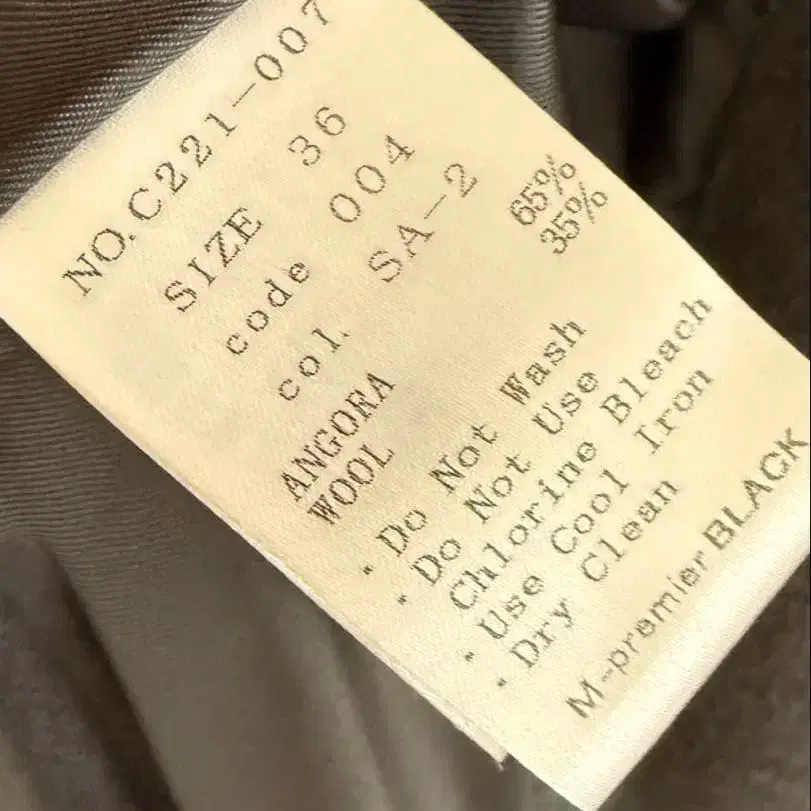 NO.C221-007
SIZE 36
code 004
col. SA-2
ANGORA 65%
WOOL 35%
・Do Not Wash
・Do Not Use
Chlorine Bleach
・Use Cool Iron
・Dry Clean
M-premier BLACK